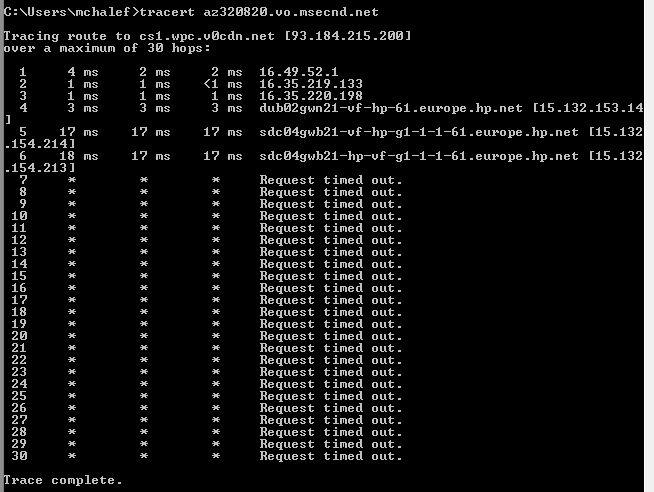 C:\Users\mchalef>tracert az320820.vo.msecnd.net
Tracing route to cs1.wpc.v0cdn.net [93.184.215.200]
over a maximum of 30 hops:
1 4 ms 2 ms 2 ms 16.49.52.1
2 1 ms 1 ms <1 ms 16.35.219.133
3 1 ms 1 ms 1 ms 16.35.220.198
4 3 ms 3 ms 3 ms dub02gwn21-vf-hp-61.europe.hp.net [15.132.153.14
]
5 17 ms 17 ms 17 ms sdc04gwb21-hp-vf-g1-1-1-61.europe.hp.net [15.132
.154.214]
6 18 ms 17 ms 17 ms sdc04gwb21-hp-vf-g1-1-1-61.europe.hp.net [15.132
.154.213]
7 * * * Request timed out.
8 * * * Request timed out.
9 * * * Request timed out.
10 * * * Request timed out.
11 * * * Request timed out.
12 * * * Request timed out.
13 * * * Request timed out.
14 * * * Request timed out.
15 * * * Request timed out.
16 * * * Request timed out.
17 * * * Request timed out.
18 * * * Request timed out.
19 * * * Request timed out.
20 * * * Request timed out.
21 * * * Request timed out.
22 * * * Request timed out.
23 * * * Request timed out.
24 * * * Request timed out.
25 * * * Request timed out.
26 * * * Request timed out.
27 * * * Request timed out.
28 * * * Request timed out.
29 * * * Request timed out.
30 * * * Request timed out.
Trace complete.